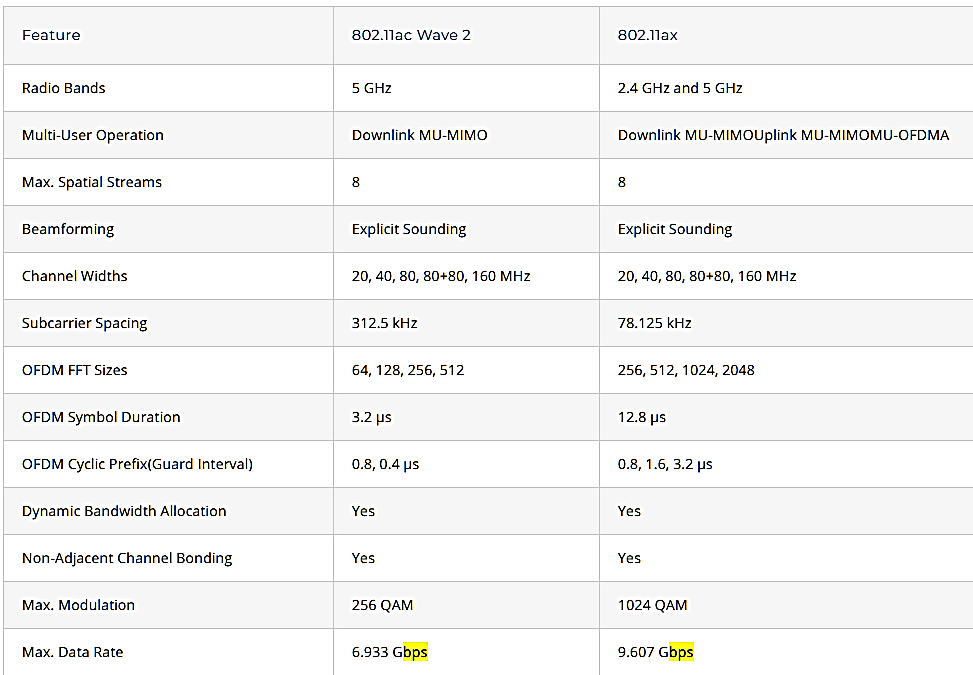 Feature 802.11ac Wave 2 802.11ax
Radio Bands 5 GHz 2.4 GHz and 5 GHz
Multi-User Operation Downlink MU-MIMO Downlink MU-MIMOUplink MU-MIMOMU-OFDMA
Max. Spatial Streams 8 8
Beamforming Explicit Sounding Explicit Sounding
Channel Widths 20, 40, 80, 80+80, 160 MHz 20, 40, 80, 80+80, 160 MHz
Subcarrier Spacing 312.5 kHz 78.125 kHz
OFDM FFT Sizes 64, 128, 256, 512 256, 512, 1024, 2048
OFDM Symbol Duration 3.2 µs 12.8 µs
OFDM Cyclic Prefix(Guard Interval) 0.8, 0.4 µs 0.8, 1.6, 3.2 µs
Dynamic Bandwidth Allocation Yes Yes
Non-Adjacent Channel Bonding Yes Yes
Max. Modulation 256 QAM 1024 QAM
Max. Data Rate 6.933 Gbps 9.607 Gbps